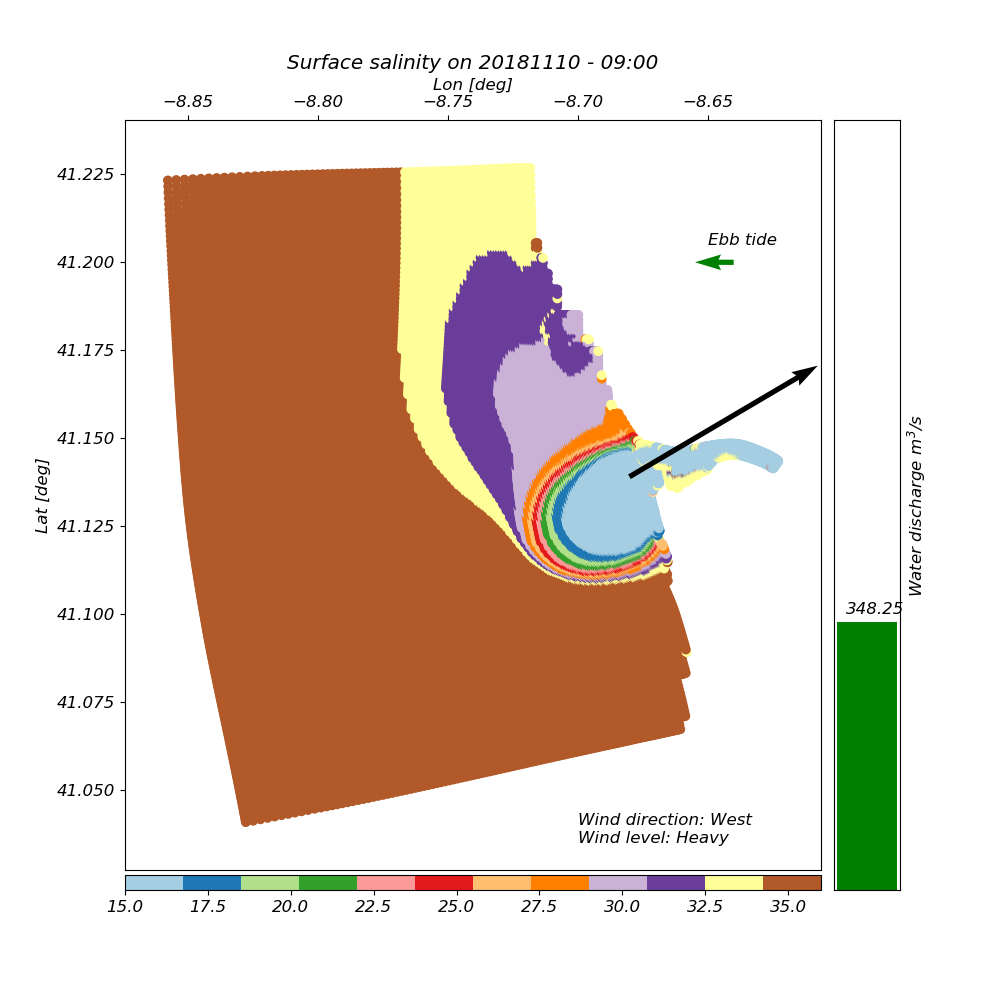 Surface salinity on 20181110 - 09:00
Lon [deg]
−8.85 −8.80 −8.75 −8.70 −8.65
41.225
41.200
41.175
41.150
41.125
41.100
41.075
41.050
Lat [deg]
Ebb tide
Wind direction: West
Wind level: Heavy
348.25
Water discharge m³/s
15.0 17.5 20.0 22.5 25.0 27.5 30.0 32.5 35.0